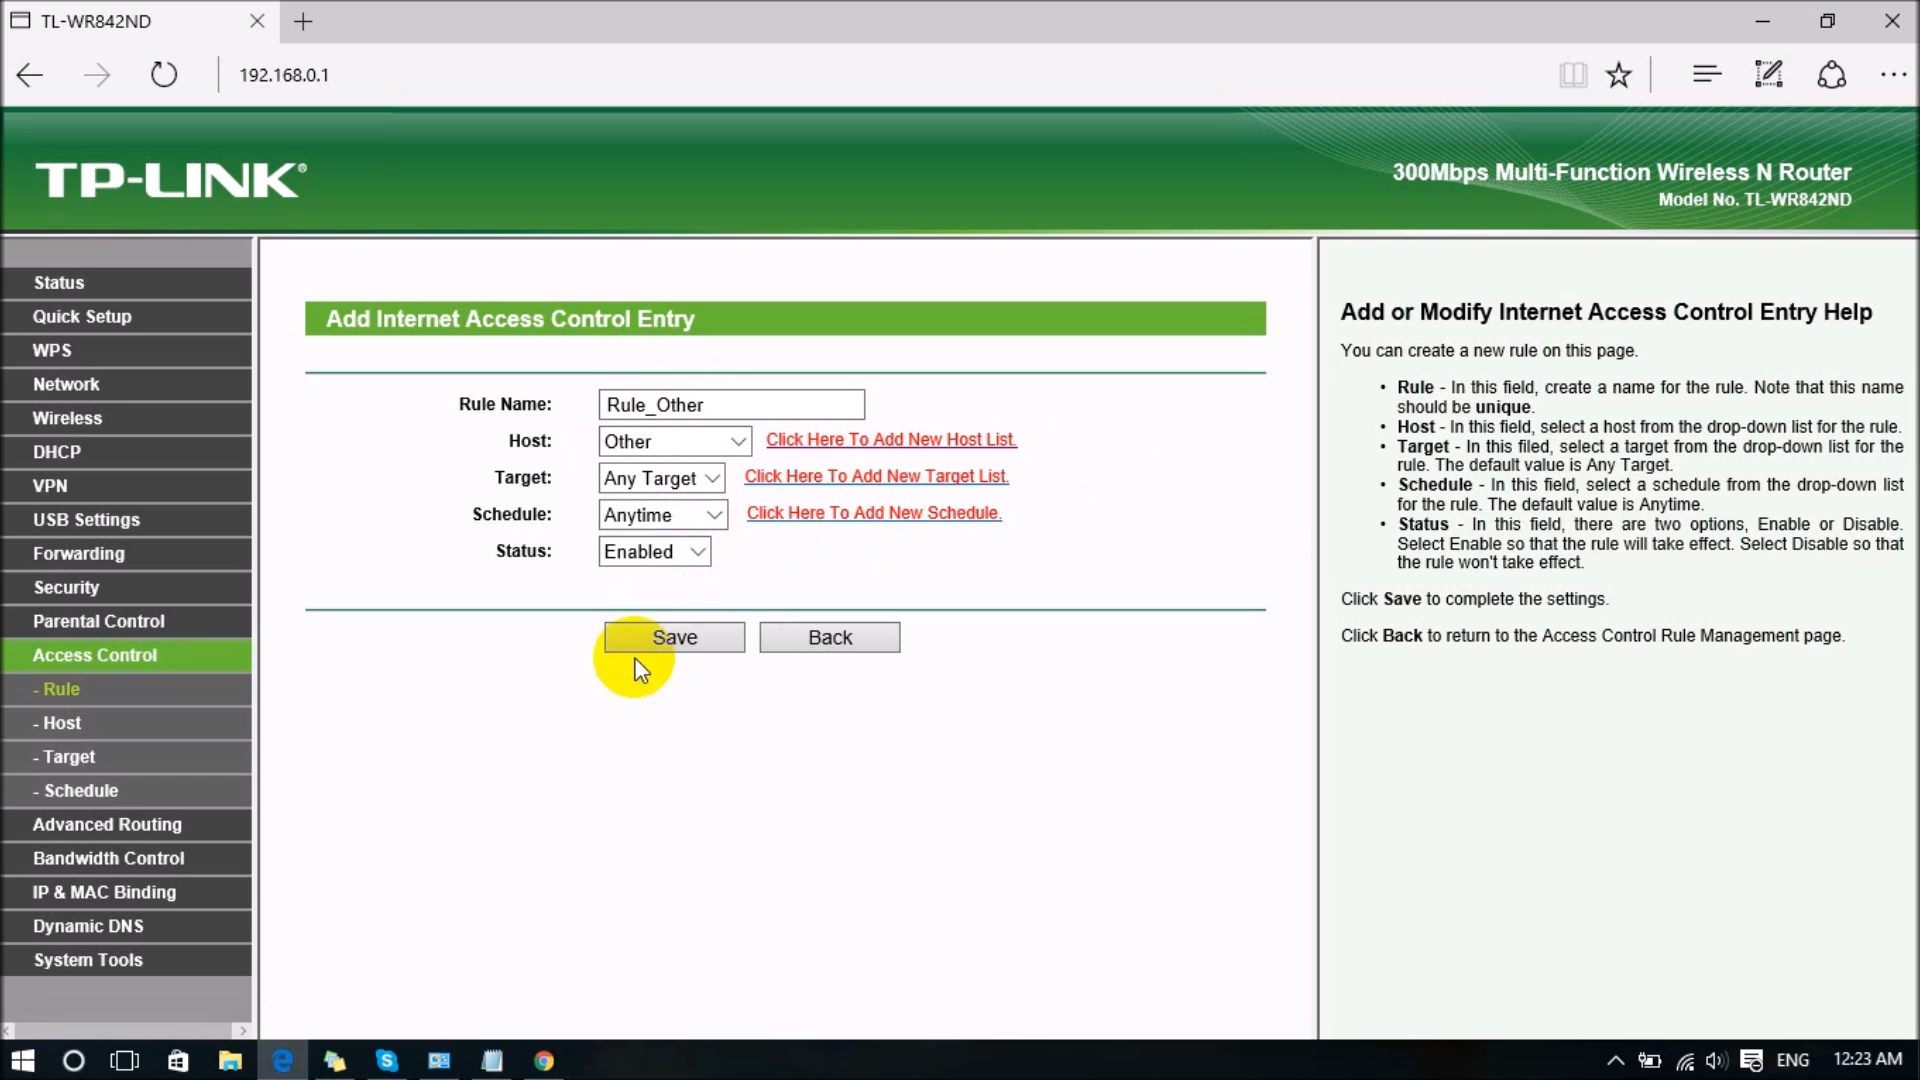 TL-WR842ND
192.168.0.1
TP-LINK®
300Mbps Multi-Function Wireless N Router
Model No. TL-WR842ND
Status
Quick Setup
WPS
Network
Wireless
DHCP
VPN
USB Settings
Forwarding
Security
Parental Control
Access Control
- Rule
- Host
- Target
- Schedule
Advanced Routing
Bandwidth Control
IP & MAC Binding
Dynamic DNS
System Tools
Add Internet Access Control Entry
Rule Name: Rule_Other
Host: Other Click Here To Add New Host List.
Target: Any Target Click Here To Add New Target List.
Schedule: Anytime Click Here To Add New Schedule.
Status: Enabled
Save Back
Add or Modify Internet Access Control Entry Help
You can create a new rule on this page.
• Rule - In this field, create a name for the rule. Note that this name
should be unique.
• Host - In this field, select a host from the drop-down list for the rule.
• Target - In this filed, select a target from the drop-down list for the
rule. The default value is Any Target.
• Schedule - In this field, select a schedule from the drop-down list
for the rule. The default value is Anytime.
• Status - In this field, there are two options, Enable or Disable.
Select Enable so that the rule will take effect. Select Disable so that
the rule won't take effect.
Click Save to complete the settings.
Click Back to return to the Access Control Rule Management page.
ENG 12:23 AM